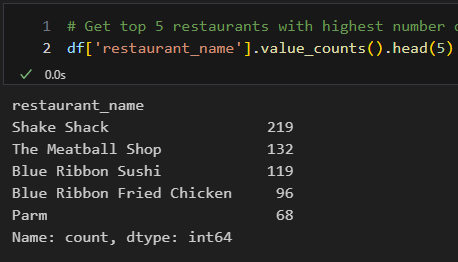 1 # Get top 5 restaurants with highest number
2 df['restaurant_name'].value_counts().head(5)
0.0s
restaurant_name
Shake Shack 219
The Meatball Shop 132
Blue Ribbon Sushi 119
Blue Ribbon Fried Chicken 96
Parm 68
Name: count, dtype: int64